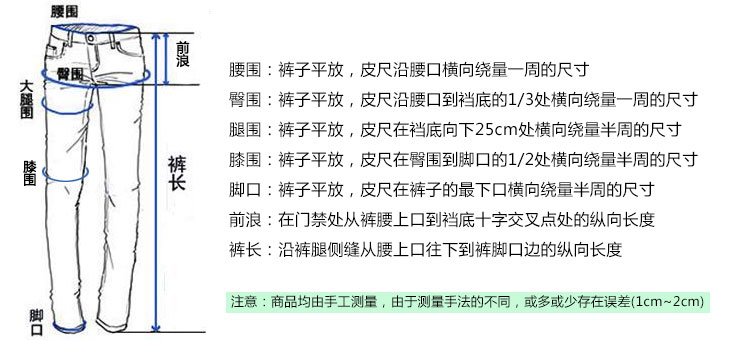 腰围
前浪
臀围
大腿围
膝围
裤长
脚口
腰围：裤子平放，皮尺沿腰口横向绕量一周的尺寸
臀围：裤子平放，皮尺沿腰口到裆底的1/3处横向绕量一周的尺寸
腿围：裤子平放，皮尺在裆底向下25cm处横向绕量半周的尺寸
膝围：裤子平放，皮尺在臀围到脚口的1/2处横向绕量半周的尺寸
脚口：裤子平放，皮尺在裤子的最下口横向绕量半周的尺寸
前浪：在门禁处从裤腰上口到裆底十字交叉点处的纵向长度
裤长：沿裤腿侧缝从腰上口往下到裤脚口边的纵向长度
注意：商品均由手工测量，由于测量手法的不同，或多或少存在误差(1cm~2cm)